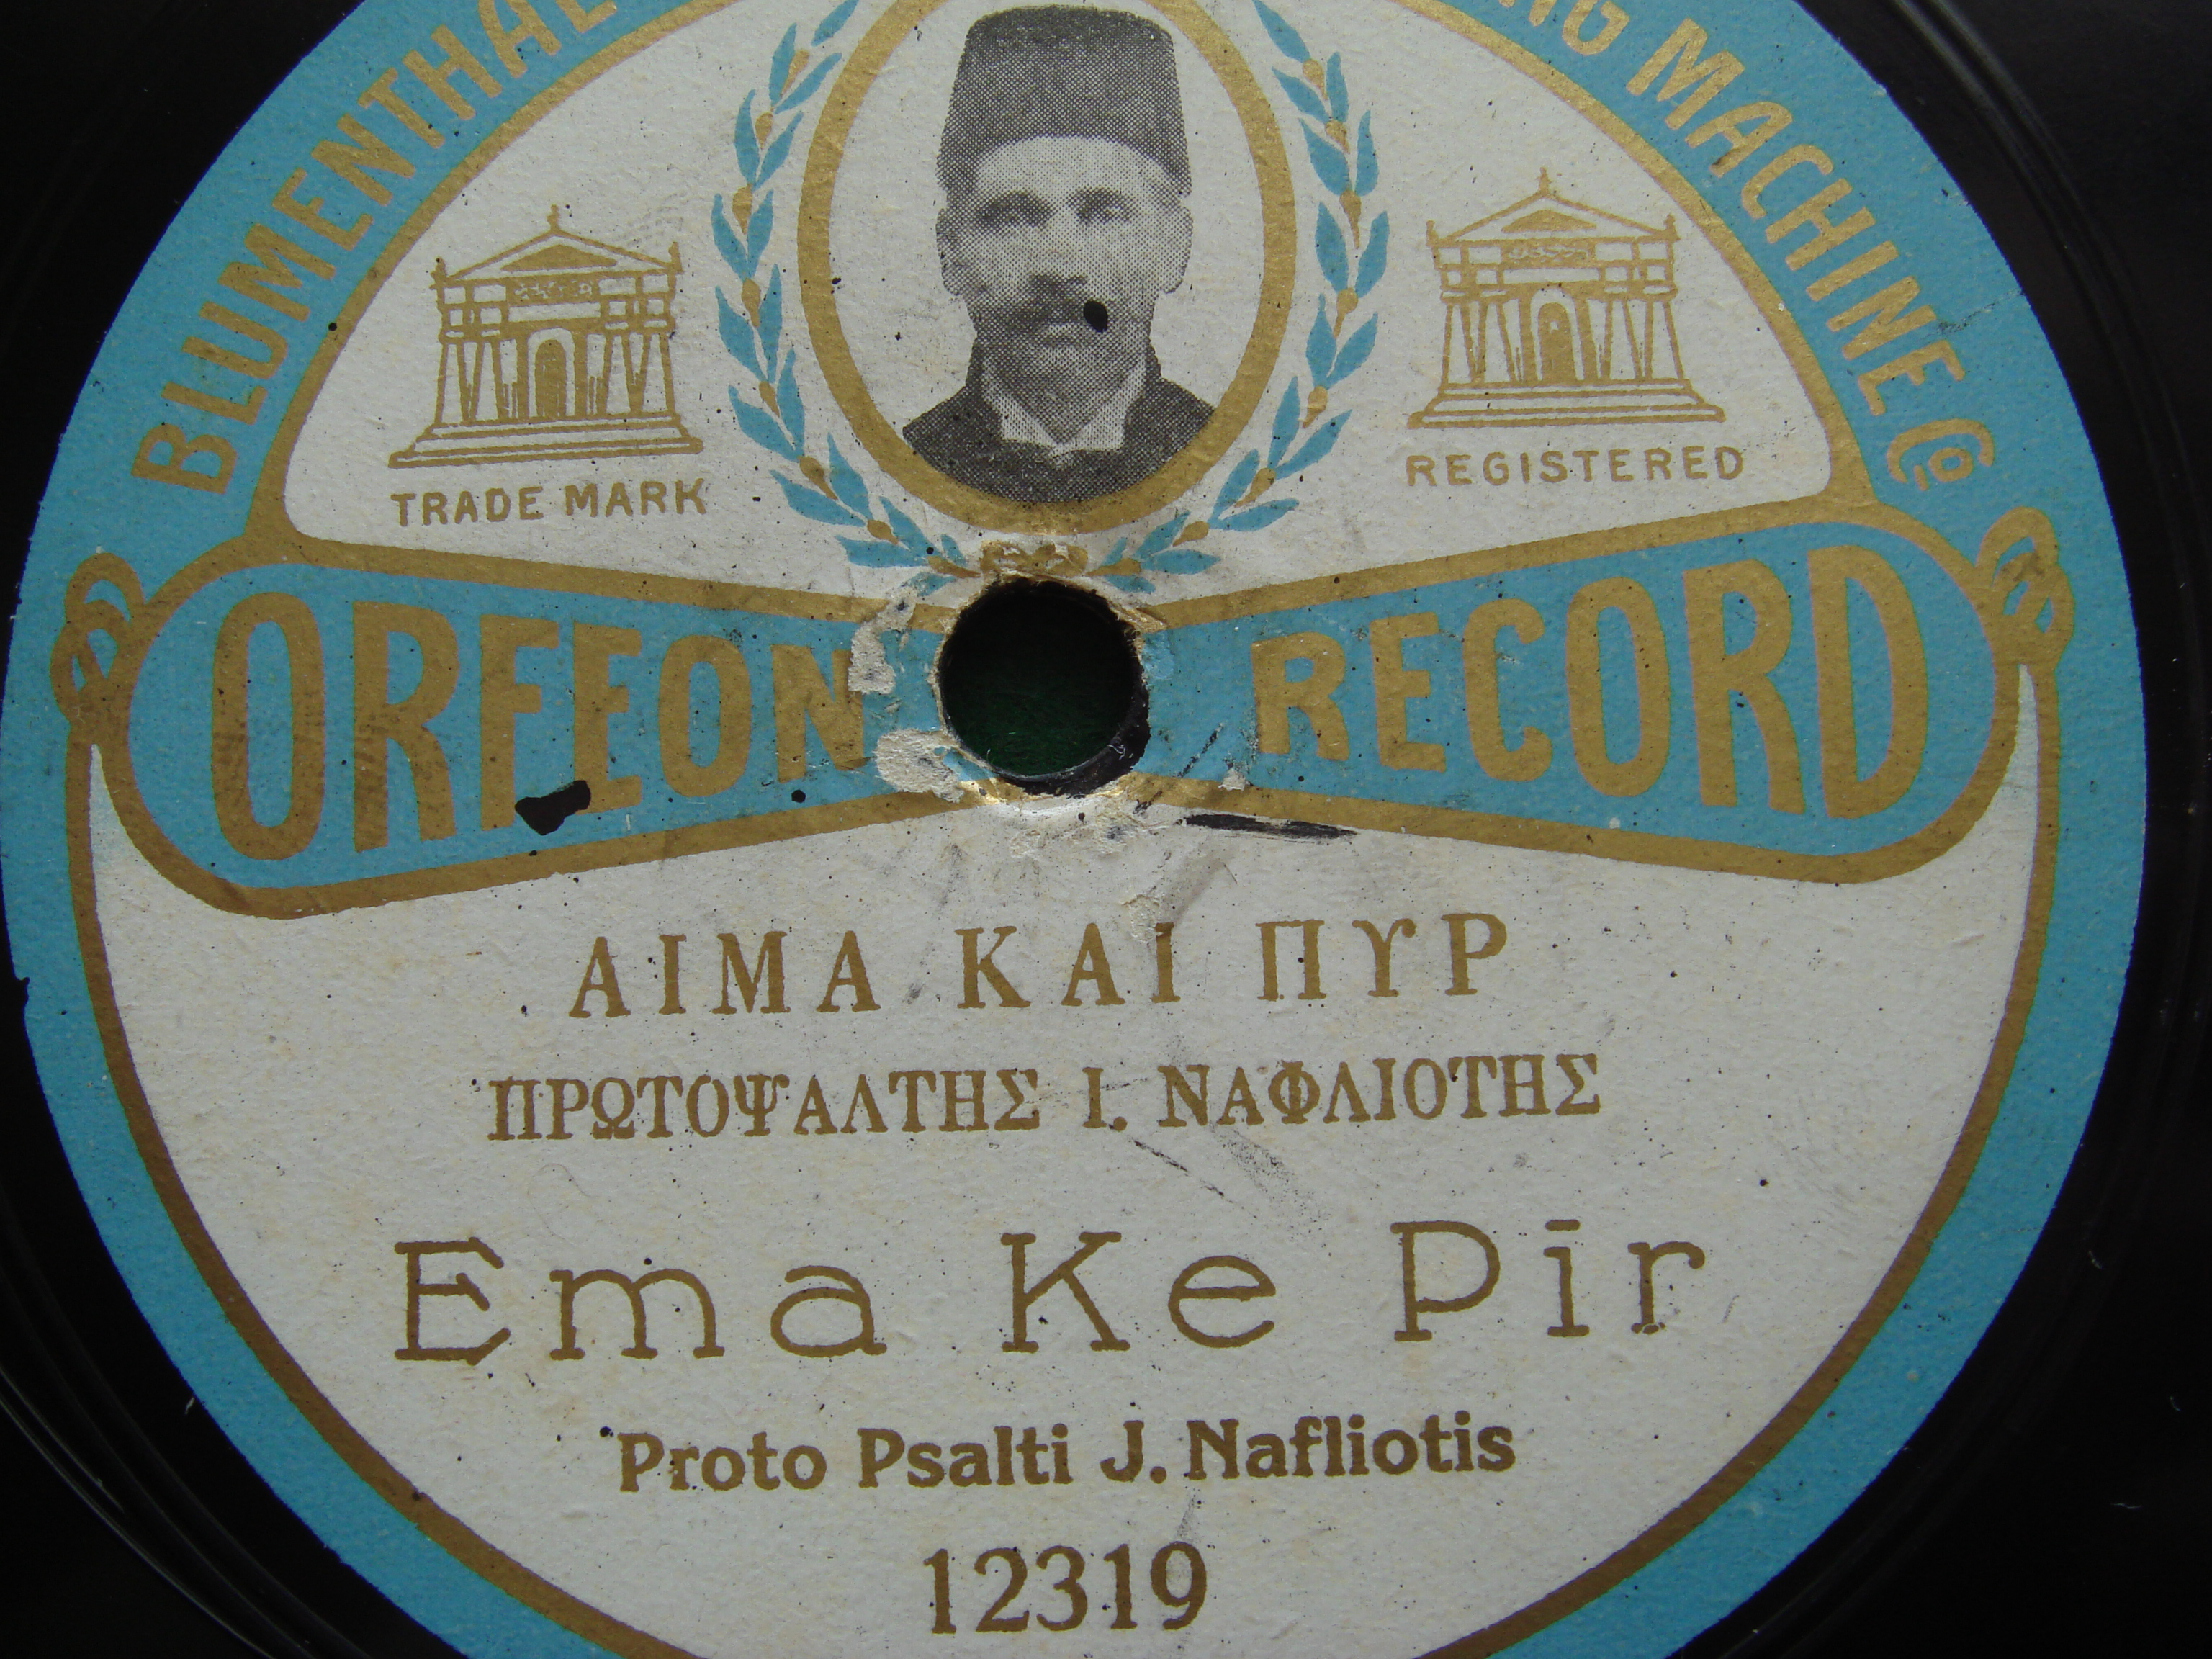 BLUMENTHAL
MACHINE Co
TRADE MARK
REGISTERED
ORFEON RECORD
ΑΙΜΑ ΚΑΙ ΠΥΡ
ΠΡΩΤΟΨΑΛΤΗΣ Ι. ΝΑΦΛΙΟΤΗΣ
Ema Ke Pir
Proto Psalti J. Nafliotis
12319